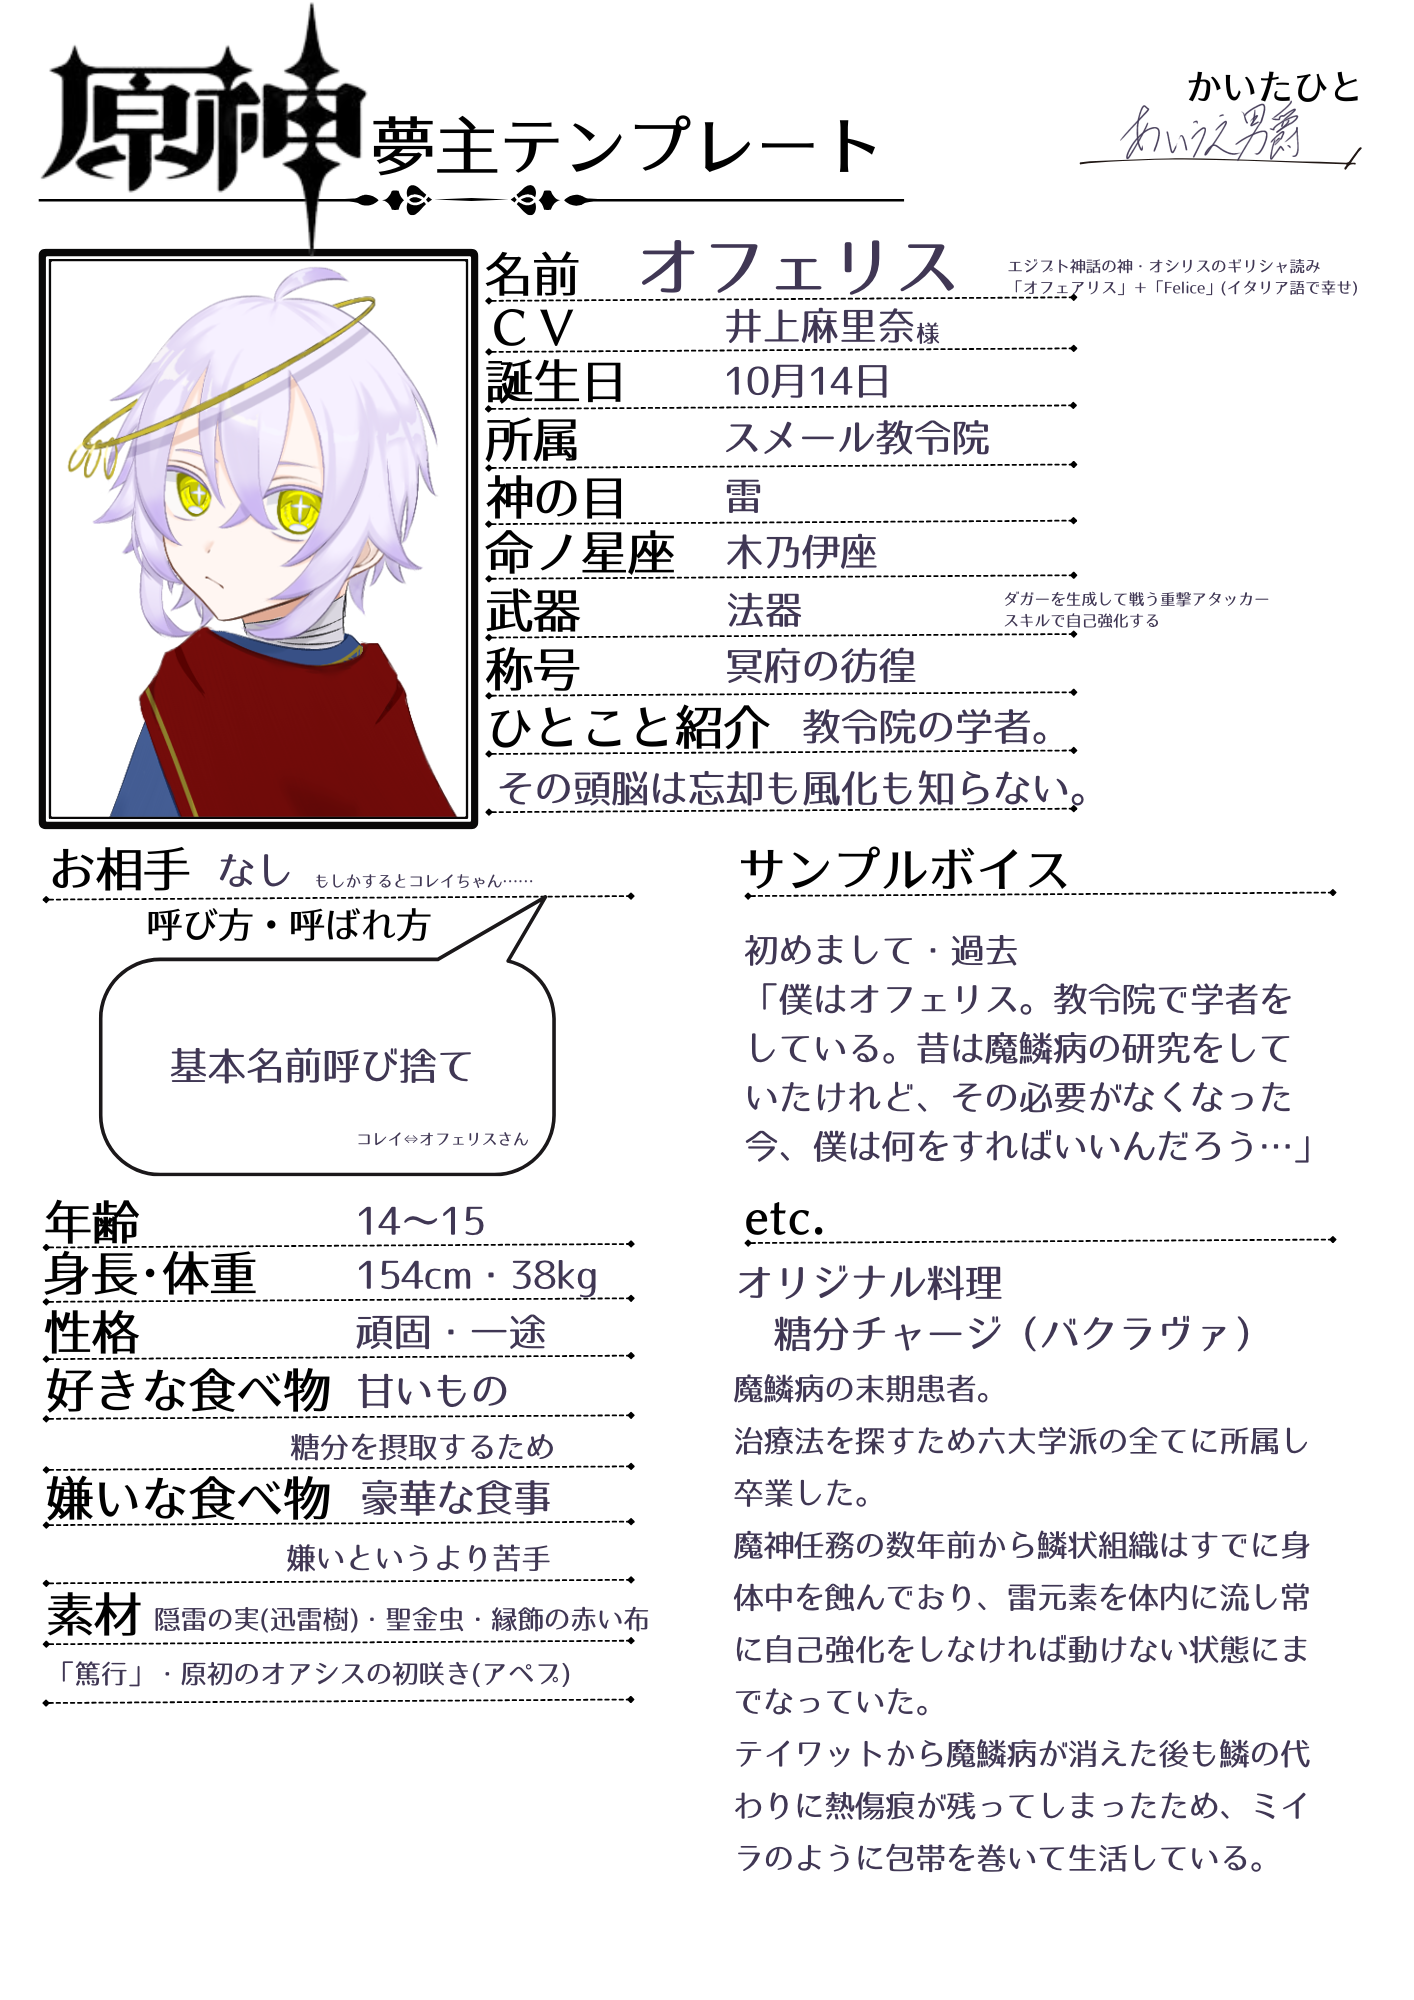 原神 夢主テンプレート
かいたひと
あいうえ男爵
名前 オフェリス
エジプト神話の神・オシリスのギリシャ読み
「オフェアリス」+「Felice」(イタリア語で幸せ)
CV 井上麻里奈様
誕生日 10月14日
所属 スメール教令院
神の目 雷
命ノ星座 木乃伊座
武器 法器
ダガーを生成して戦う重撃アタッカー
スキルで自己強化する
称号 冥府の彷徨
ひとこと紹介 教令院の学者。
その頭脳は忘却も風化も知らない。
お相手 なし もしかするとコレイちゃん……
呼び方・呼ばれ方
基本名前呼び捨て
コレイ⇔オフェリスさん
年齢 14〜15
身長・体重 154cm・38kg
性格 頑固・一途
好きな食べ物 甘いもの
糖分を摂取するため
嫌いな食べ物 豪華な食事
嫌いというより苦手
素材 隠雷の実(迅雷樹)・聖金虫・縁飾の赤い布
「篤行」・原初のオアシスの初咲き(アペプ)
サンプルボイス
初めまして・過去
「僕はオフェリス。教令院で学者を
している。昔は魔鱗病の研究をして
いたけれど、その必要がなくなった
今、僕は何をすればいいんだろう…」
etc.
オリジナル料理
糖分チャージ（バクラヴァ）
魔鱗病の末期患者。
治療法を探すため六大学派の全てに所属し
卒業した。
魔神任務の数年前から鱗状組織はすでに身
体中を蝕んでおり、雷元素を体内に流し常
に自己強化をしなければ動けない状態にま
でなっていた。
テイワットから魔鱗病が消えた後も鱗の代
わりに熱傷痕が残ってしまったため、ミイ
ラのように包帯を巻いて生活している。